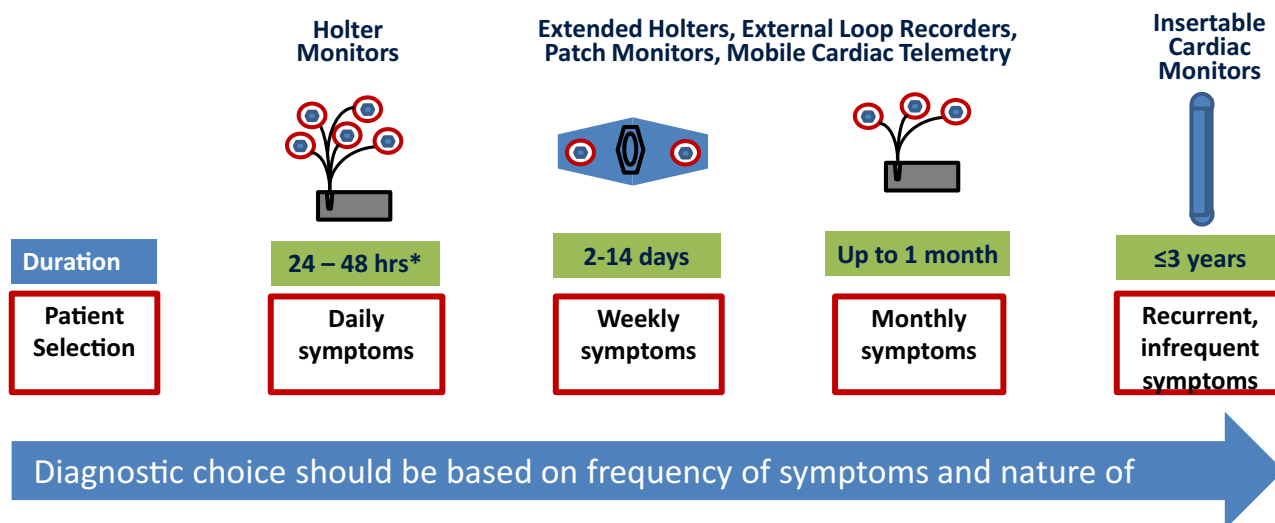 Holter
Monitors
Extended Holters, External Loop Recorders,
Patch Monitors, Mobile Cardiac Telemetry
Insertable
Cardiac
Monitors
Duration
24 – 48 hrs*
2-14 days
Up to 1 month
≤3 years
Patient
Selection
Daily
symptoms
Weekly
symptoms
Monthly
symptoms
Recurrent,
infrequent
symptoms
Diagnostic choice should be based on frequency of symptoms and nature of